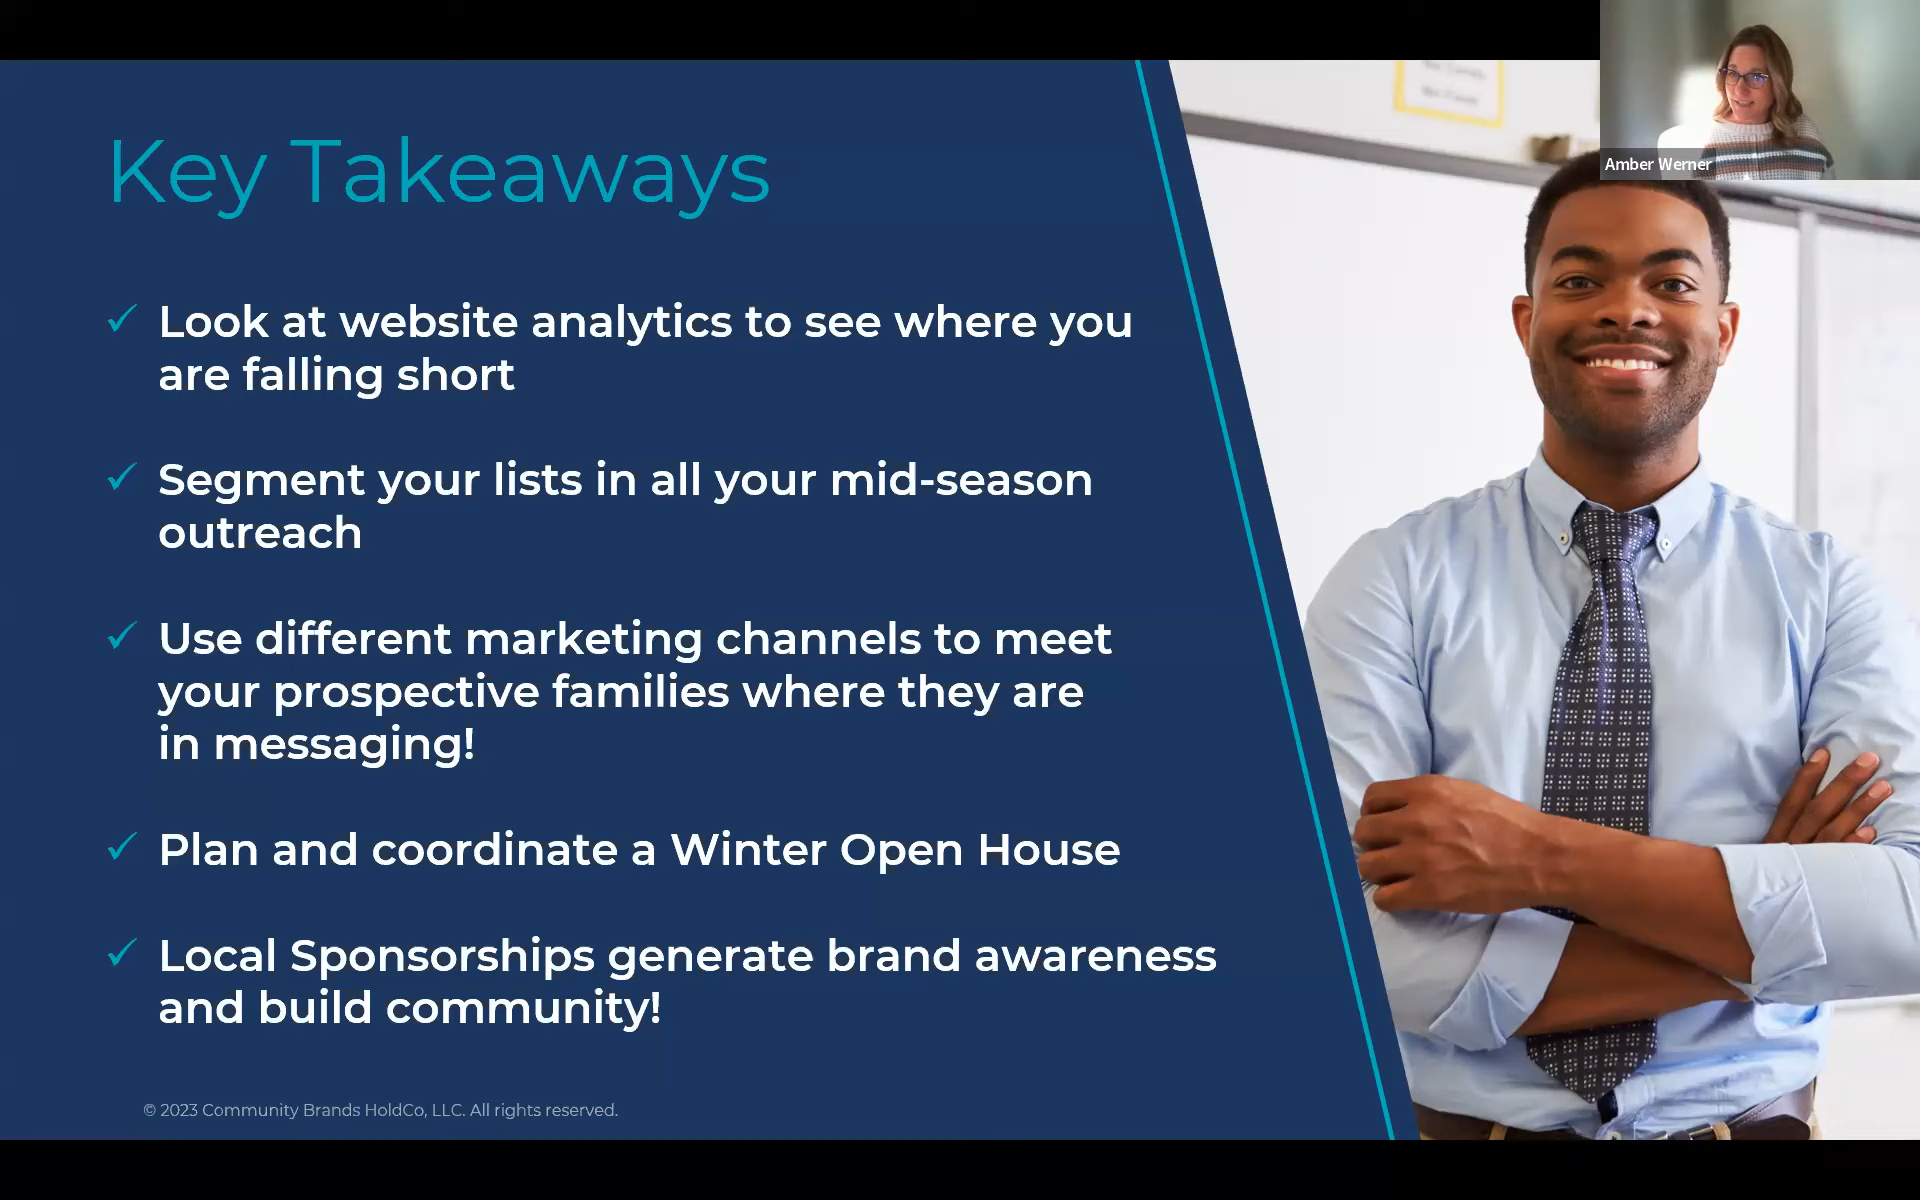 Amber Werner
Key Takeaways
✓ Look at website analytics to see where you
are falling short
✓ Segment your lists in all your mid-season
outreach
✓ Use different marketing channels to meet
your prospective families where they are
in messaging!
✓ Plan and coordinate a Winter Open House
✓ Local Sponsorships generate brand awareness
and build community!
© 2023 Community Brands HoldCo, LLC. All rights reserved.